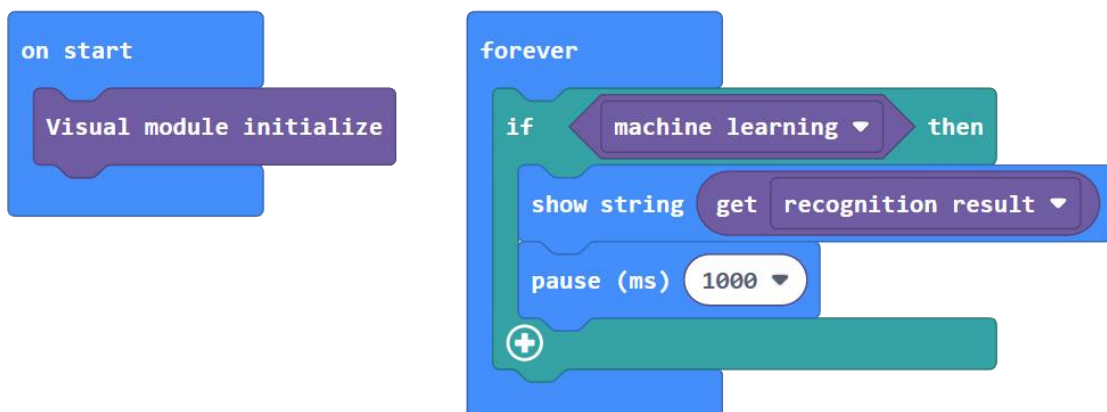 on start
Visual module initialize
forever
if machine learning then
show string get recognition result
pause (ms) 1000